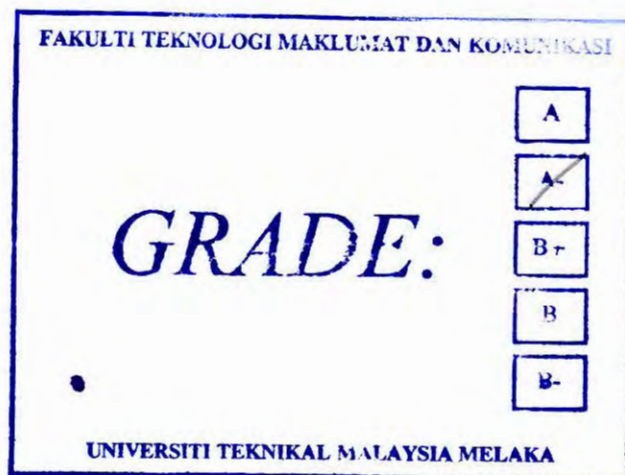 FAKULTI TEKNOLOGI MAKLUMAT DAN KOMUNIKASI
A
A-
GRADE:
B+
B
B-
UNIVERSITI TEKNIKAL MALAYSIA MELAKA